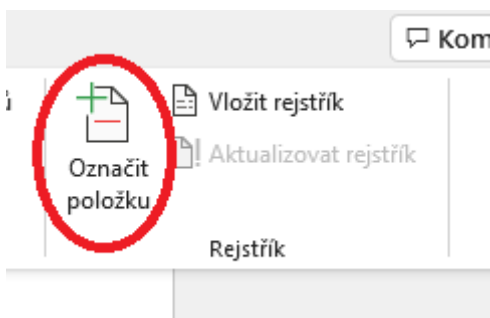 Kom
Vložit rejstřík
Aktualizovat rejstřík
Označit
položku
Rejstřík